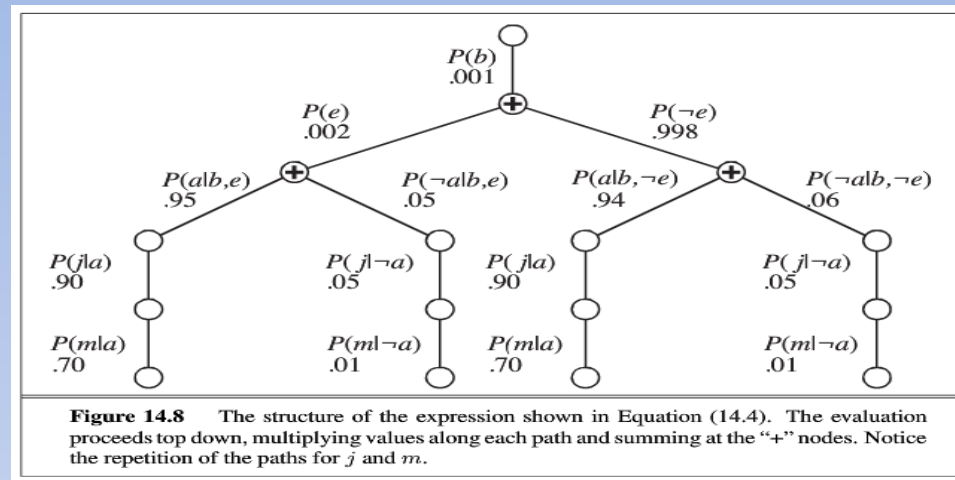 P(b)
.001
P(e)
.002
P(¬e)
.998
P(a|b,e)
.95
P(¬a|b,e)
.05
P(a|b,¬e)
.94
P(¬a|b,¬e)
.06
P(j|a)
.90
P(j|¬a)
.05
P(j|a)
.90
P(j|¬a)
.05
P(m|a)
.70
P(m|¬a)
.01
P(m|a)
.70
P(m|¬a)
.01
Figure 14.8 The structure of the expression shown in Equation (14.4). The evaluation
proceeds top down, multiplying values along each path and summing at the “+” nodes. Notice
the repetition of the paths for j and m.